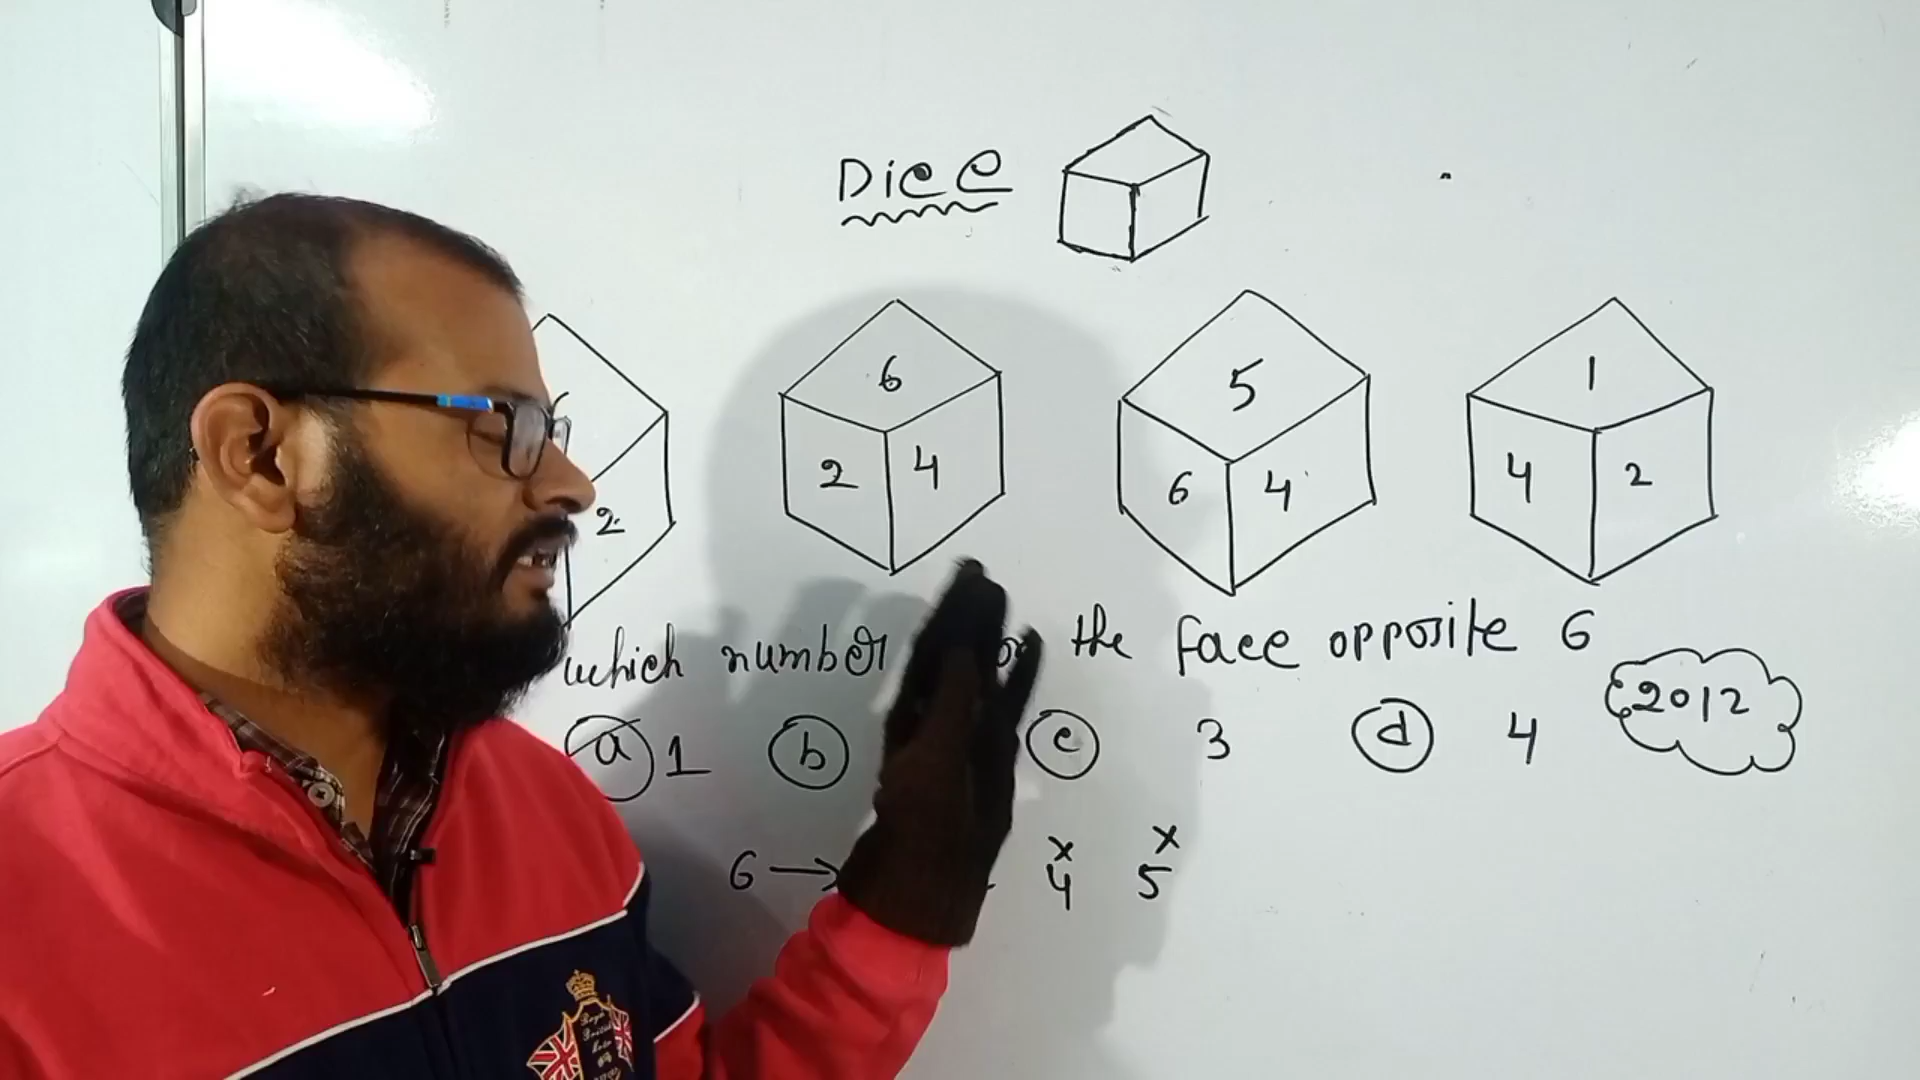 Dice
6 5 1
2 4 6 4 4 2
2
which number the face opposite 6
2012
a 1 b c 3 d 4
x x
6 → 4 5